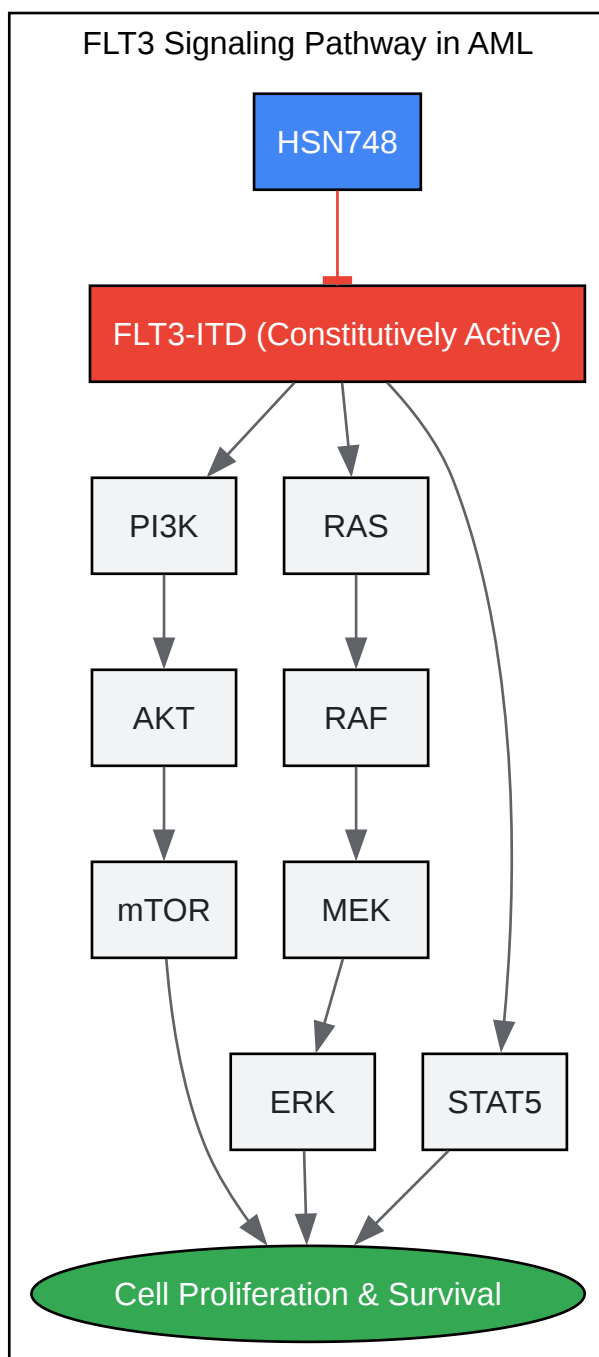 FLT3 Signaling Pathway in AML
HSN748
FLT3-ITD (Constitutively Active)
PI3K
RAS
AKT
RAF
mTOR
MEK
ERK
STAT5
Cell Proliferation & Survival